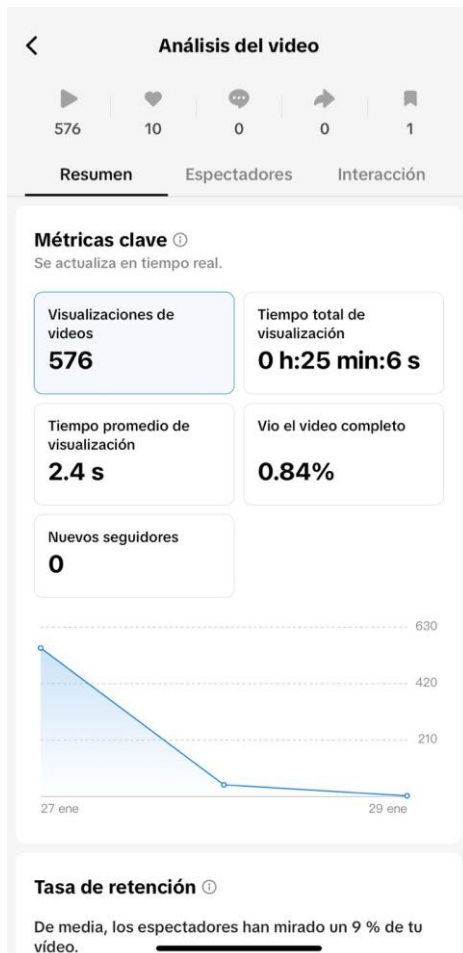 Análisis del video
576 10 0 0 1
Resumen Espectadores Interacción
Métricas clave
Se actualiza en tiempo real.
Visualizaciones de
videos
576
Tiempo total de
visualización
0 h:25 min:6 s
Tiempo promedio de
visualización
2.4 s
Vio el video completo
0.84%
Nuevos seguidores
0
630
420
210
27 ene 29 ene
Tasa de retención
De media, los espectadores han mirado un 9 % de tu
vídeo.